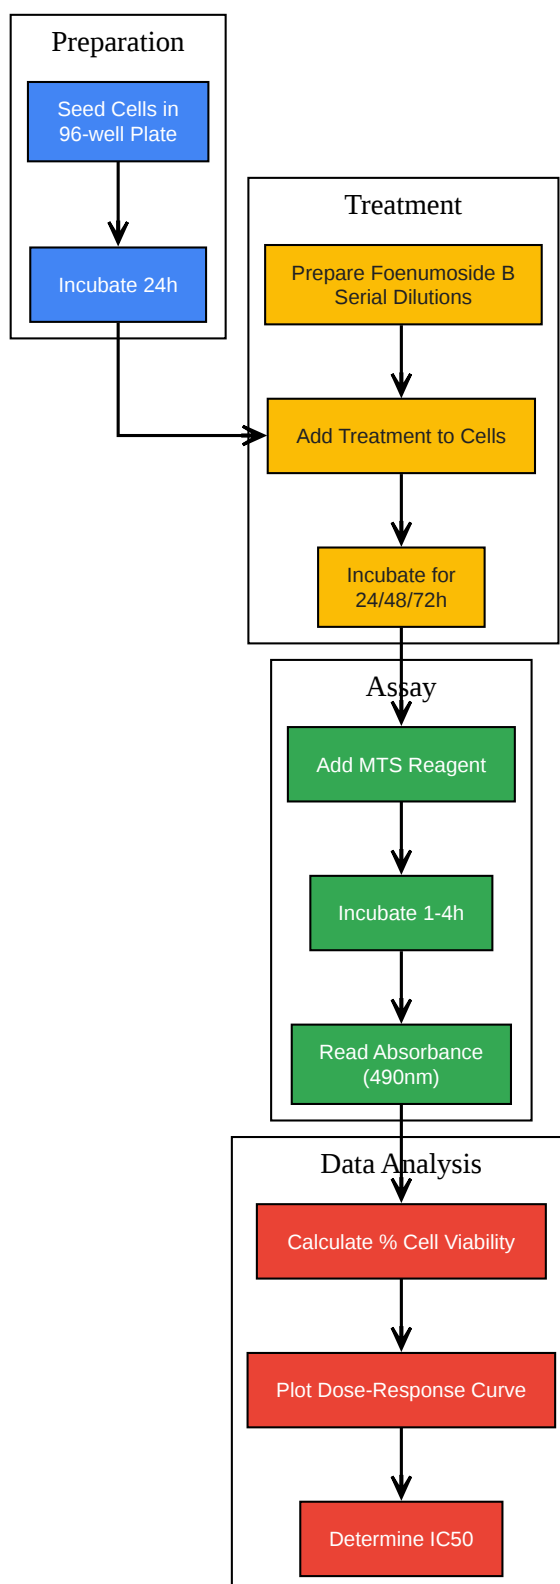 Preparation
Seed Cells in
96-well Plate
Incubate 24h
Treatment
Prepare Foenumoside B
Serial Dilutions
Add Treatment to Cells
Incubate for
24/48/72h
Assay
Add MTS Reagent
Incubate 1-4h
Read Absorbance
(490nm)
Data Analysis
Calculate % Cell Viability
Plot Dose-Response Curve
Determine IC50